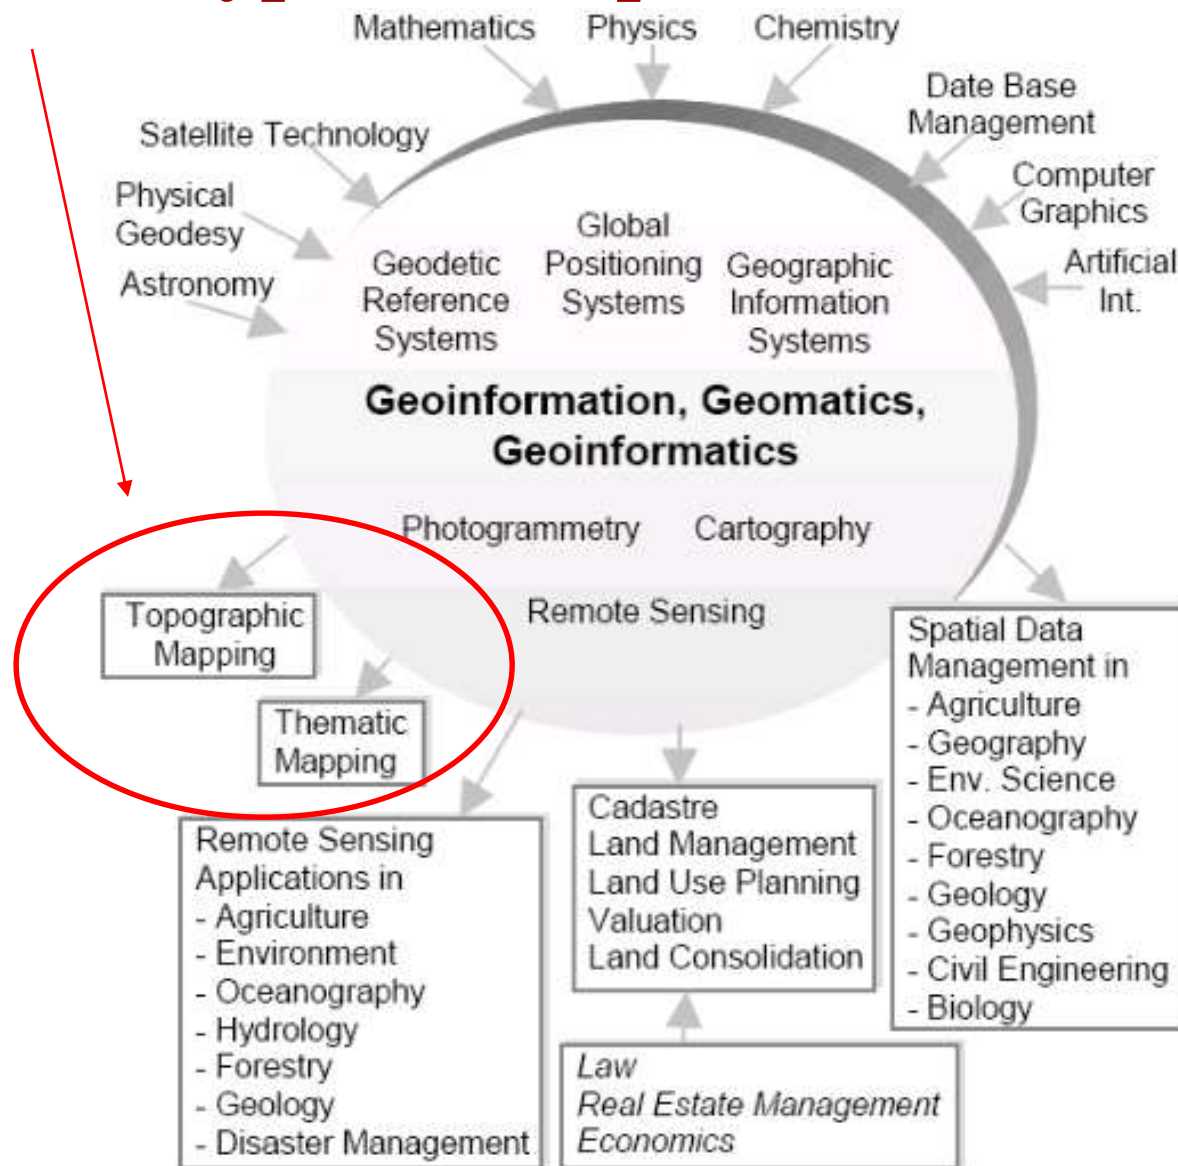 Mathematics
Physics
Chemistry
Date Base
Management
Satellite Technology
Computer
Graphics
Physical
Geodesy
Artificial
Int.
Astronomy
Geodetic
Reference
Systems
Global
Positioning
Systems
Geographic
Information
Systems
Geoinformation, Geomatics,
Geoinformatics
Photogrammetry
Cartography
Remote Sensing
Topographic
Mapping
Thematic
Mapping
Remote Sensing
Applications in
- Agriculture
- Environment
- Oceanography
- Hydrology
- Forestry
- Geology
- Disaster Management
Cadastre
Land Management
Land Use Planning
Valuation
Land Consolidation
Law
Real Estate Management
Economics
Spatial Data
Management in
- Agriculture
- Geography
- Env. Science
- Oceanography
- Forestry
- Geology
- Geophysics
- Civil Engineering
- Biology